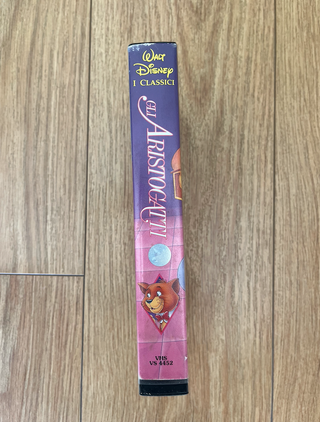 WALT
DISNEY
I CLASSICI
GLI ARISTOGATTI
VHS
VS 4452